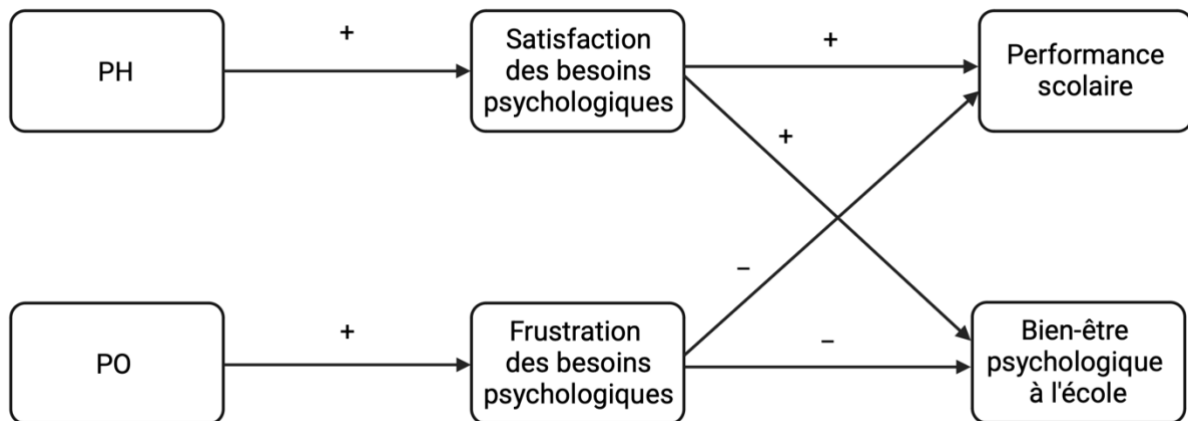 PH
+
Satisfaction
des besoins
psychologiques
+
Performance
scolaire
+
−
PO
+
Frustration
des besoins
psychologiques
−
Bien-être
psychologique
à l'école